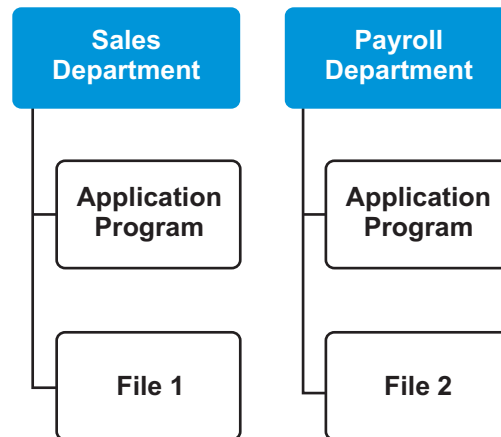 Sales
Department
Application
Program
File 1
Payroll
Department
Application
Program
File 2